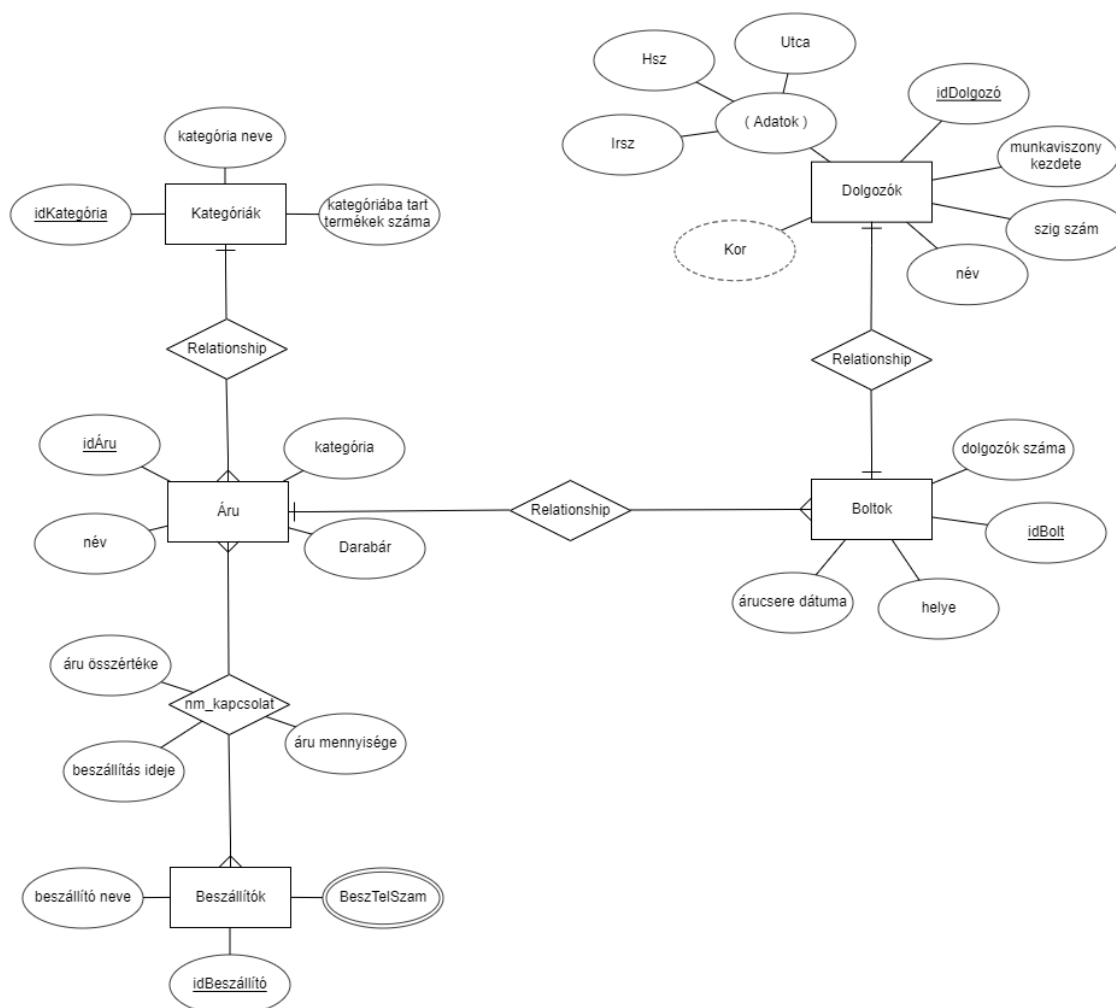 Utca
Hsz
( Adatok )
idDolgozó
Irsz
munkaviszony
kezdete
Dolgozók
szig szám
Kor
név
kategória neve
idKategória
Kategóriák
kategóriába tart
termékek száma
Relationship
Relationship
idÁru
kategória
Áru
név
Darabár
Relationship
dolgozók száma
Boltok
idBolt
árucsere dátuma
helye
áru összértéke
nm_kapcsolat
áru mennyisége
beszállítás ideje
beszállító neve
Beszállítók
BeszTelSzam
idBeszállító